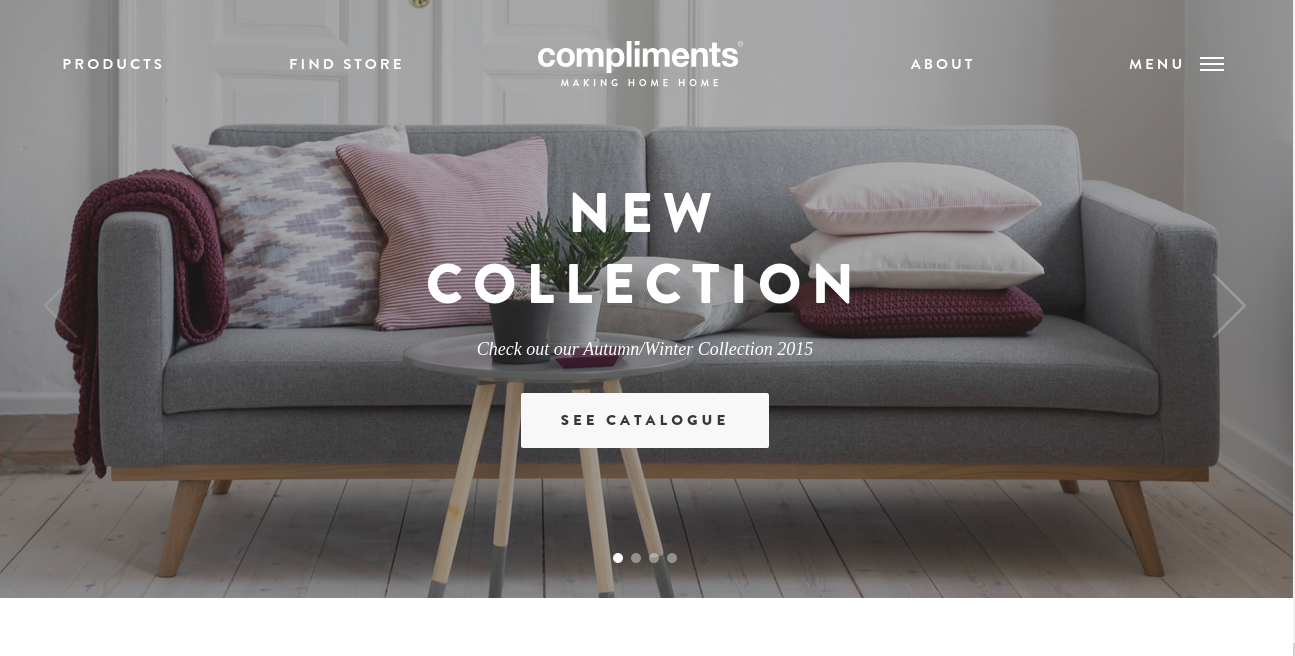 PRODUCTS
FIND STORE
compliments®
MAKING HOME HOME
ABOUT
MENU
NEW
COLLECTION
Check out our Autumn/Winter Collection 2015
SEE CATALOGUE